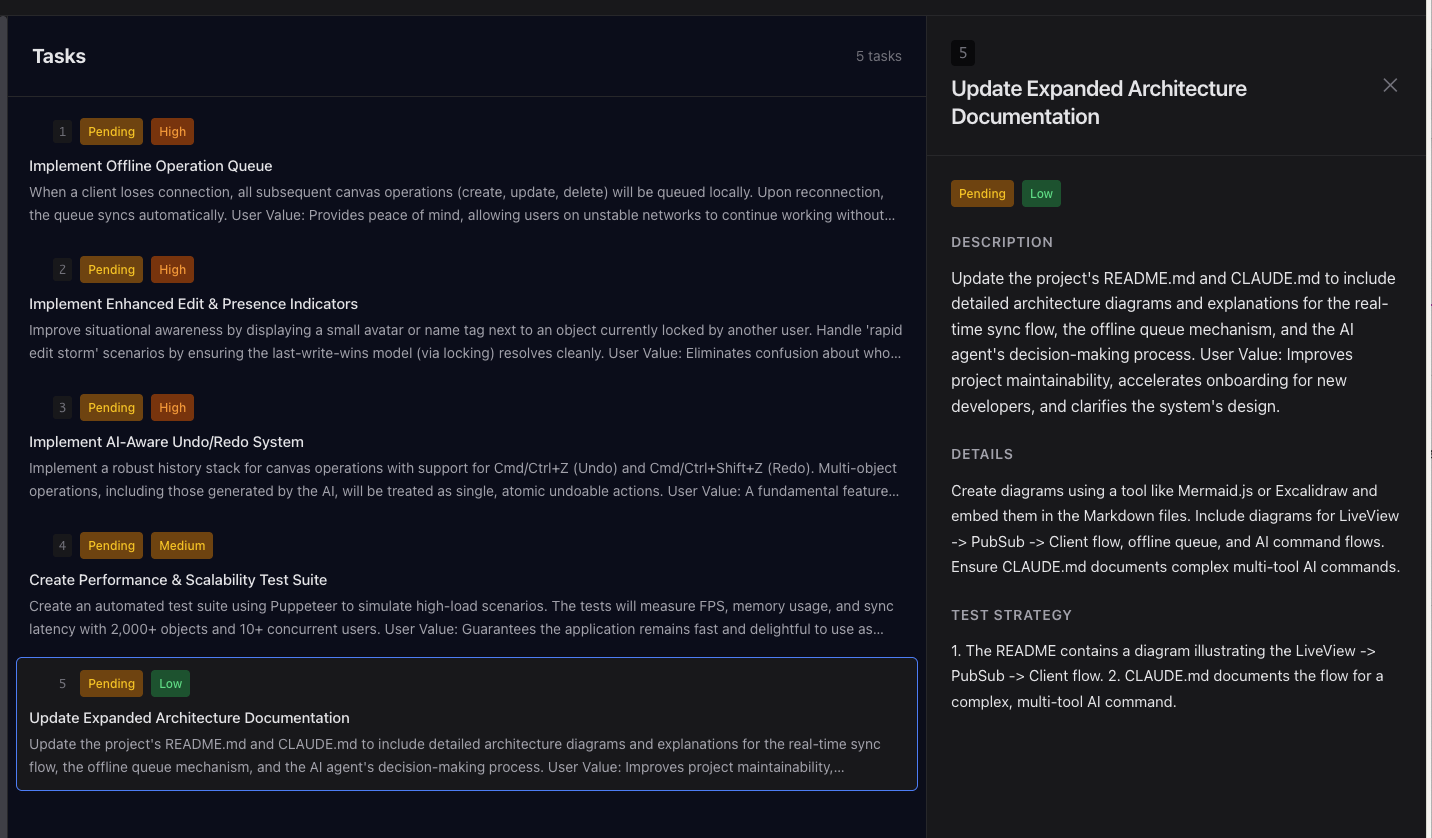 Tasks
5 tasks
1 Pending High
Implement Offline Operation Queue
When a client loses connection, all subsequent canvas operations (create, update, delete) will be queued locally. Upon reconnection,
the queue syncs automatically. User Value: Provides peace of mind, allowing users on unstable networks to continue working without...
2 Pending High
Implement Enhanced Edit & Presence Indicators
Improve situational awareness by displaying a small avatar or name tag next to an object currently locked by another user. Handle 'rapid
edit storm' scenarios by ensuring the last-write-wins model (via locking) resolves cleanly. User Value: Eliminates confusion about who...
3 Pending High
Implement AI-Aware Undo/Redo System
Implement a robust history stack for canvas operations with support for Cmd/Ctrl+Z (Undo) and Cmd/Ctrl+Shift+Z (Redo). Multi-object
operations, including those generated by the AI, will be treated as single, atomic undoable actions. User Value: A fundamental feature...
4 Pending Medium
Create Performance & Scalability Test Suite
Create an automated test suite using Puppeteer to simulate high-load scenarios. The tests will measure FPS, memory usage, and sync
latency with 2,000+ objects and 10+ concurrent users. User Value: Guarantees the application remains fast and delightful to use as...
5 Pending Low
Update Expanded Architecture Documentation
Update the project's README.md and CLAUDE.md to include detailed architecture diagrams and explanations for the real-time sync
flow, the offline queue mechanism, and the AI agent's decision-making process. User Value: Improves project maintainability,...
5
Update Expanded Architecture
Documentation
Pending Low
DESCRIPTION
Update the project's README.md and CLAUDE.md to include
detailed architecture diagrams and explanations for the real-
time sync flow, the offline queue mechanism, and the AI
agent's decision-making process. User Value: Improves
project maintainability, accelerates onboarding for new
developers, and clarifies the system's design.
DETAILS
Create diagrams using a tool like Mermaid.js or Excalidraw and
embed them in the Markdown files. Include diagrams for LiveView
-> PubSub -> Client flow, offline queue, and AI command flows.
Ensure CLAUDE.md documents complex multi-tool AI commands.
TEST STRATEGY
1. The README contains a diagram illustrating the LiveView ->
PubSub -> Client flow. 2. CLAUDE.md documents the flow for a
complex, multi-tool AI command.